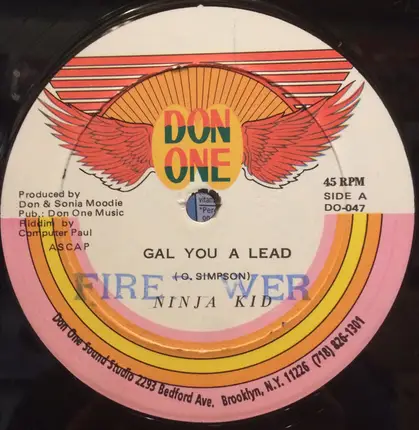 DON
ONE
Produced by
Don & Sonia Moodie
Pub.: Don One Music
Riddim by
Computer Paul
ASCAP
45 RPM
SIDE A
DO-047
GAL YOU A LEAD
(O. SIMPSON)
FIRE WER
NINJA KID
Don One Sound Studio 2293 Bedford Ave. Brooklyn, N.Y. 11226 (718) 826-1301